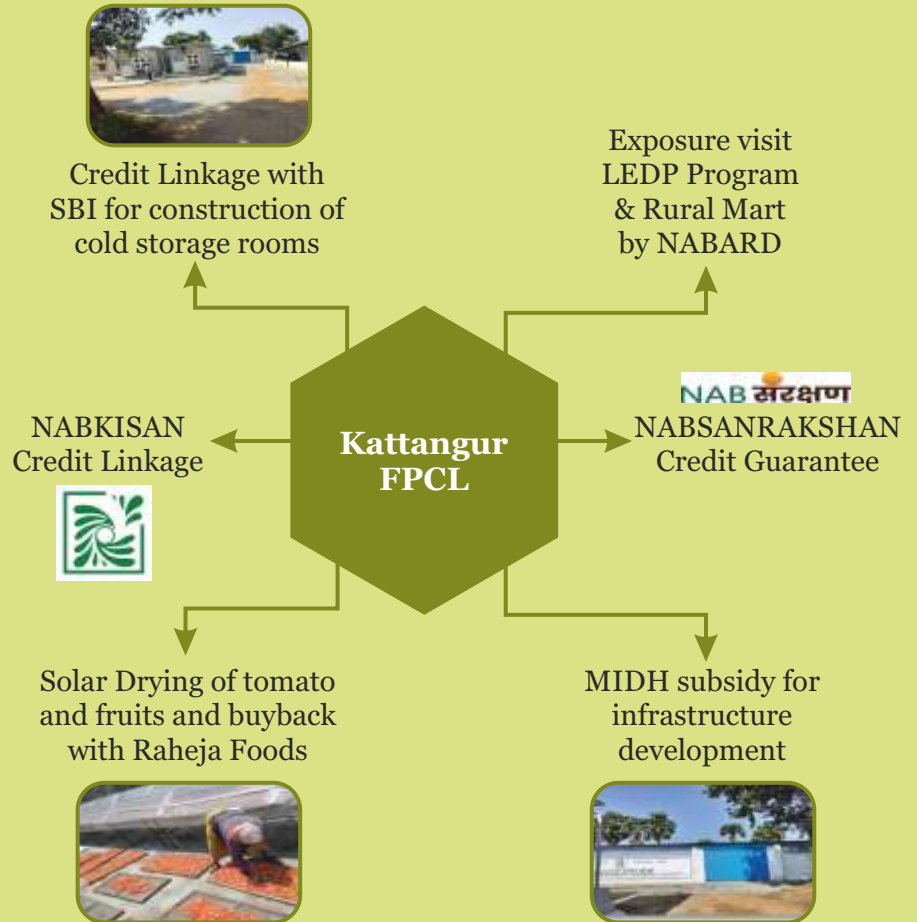 Credit Linkage with
SBI for construction of
cold storage rooms
Exposure visit
LEDP Program
& Rural Mart
by NABARD
NABKISAN
Credit Linkage
Kattangur
FPCL
NAB संरक्षण
NABSANRAKSHAN
Credit Guarantee
Solar Drying of tomato
and fruits and buyback
with Raheja Foods
MIDH subsidy for
infrastructure
development